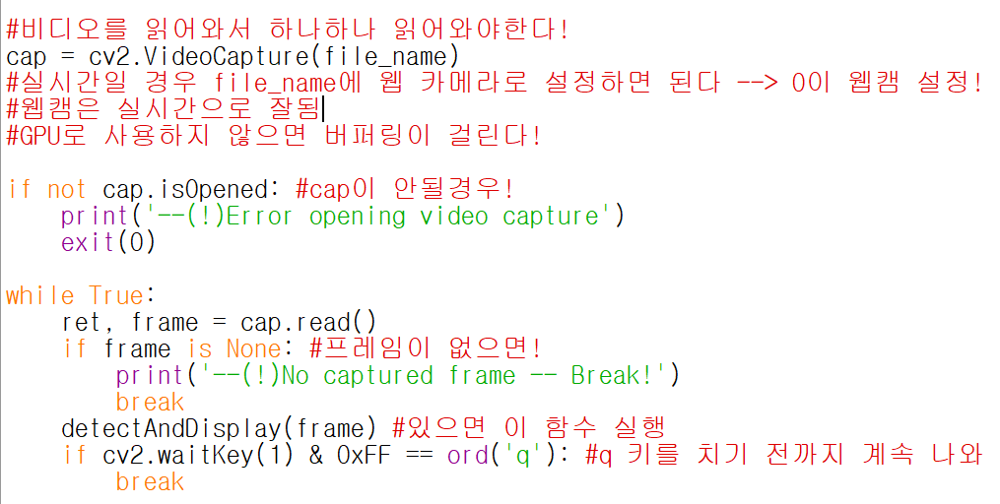 #비디오를 읽어와서 하나하나 읽어와야한다!
cap = cv2.VideoCapture(file_name)
#실시간일 경우 file_name에 웹 카메라로 설정하면 된다 --> 0이 웹캠 설정!
#웹캠은 실시간으로 잘됨
#GPU로 사용하지 않으면 버퍼링이 걸린다!
if not cap.isOpened: #cap이 안될경우!
    print('--(!)Error opening video capture')
    exit(0)
while True:
    ret, frame = cap.read()
    if frame is None: #프레임이 없으면!
        print('--(!)No captured frame -- Break!')
        break
    detectAndDisplay(frame) #있으면 이 함수 실행
    if cv2.waitKey(1) & 0xFF == ord('q'): #q 키를 치기 전까지 계속 나와
        break